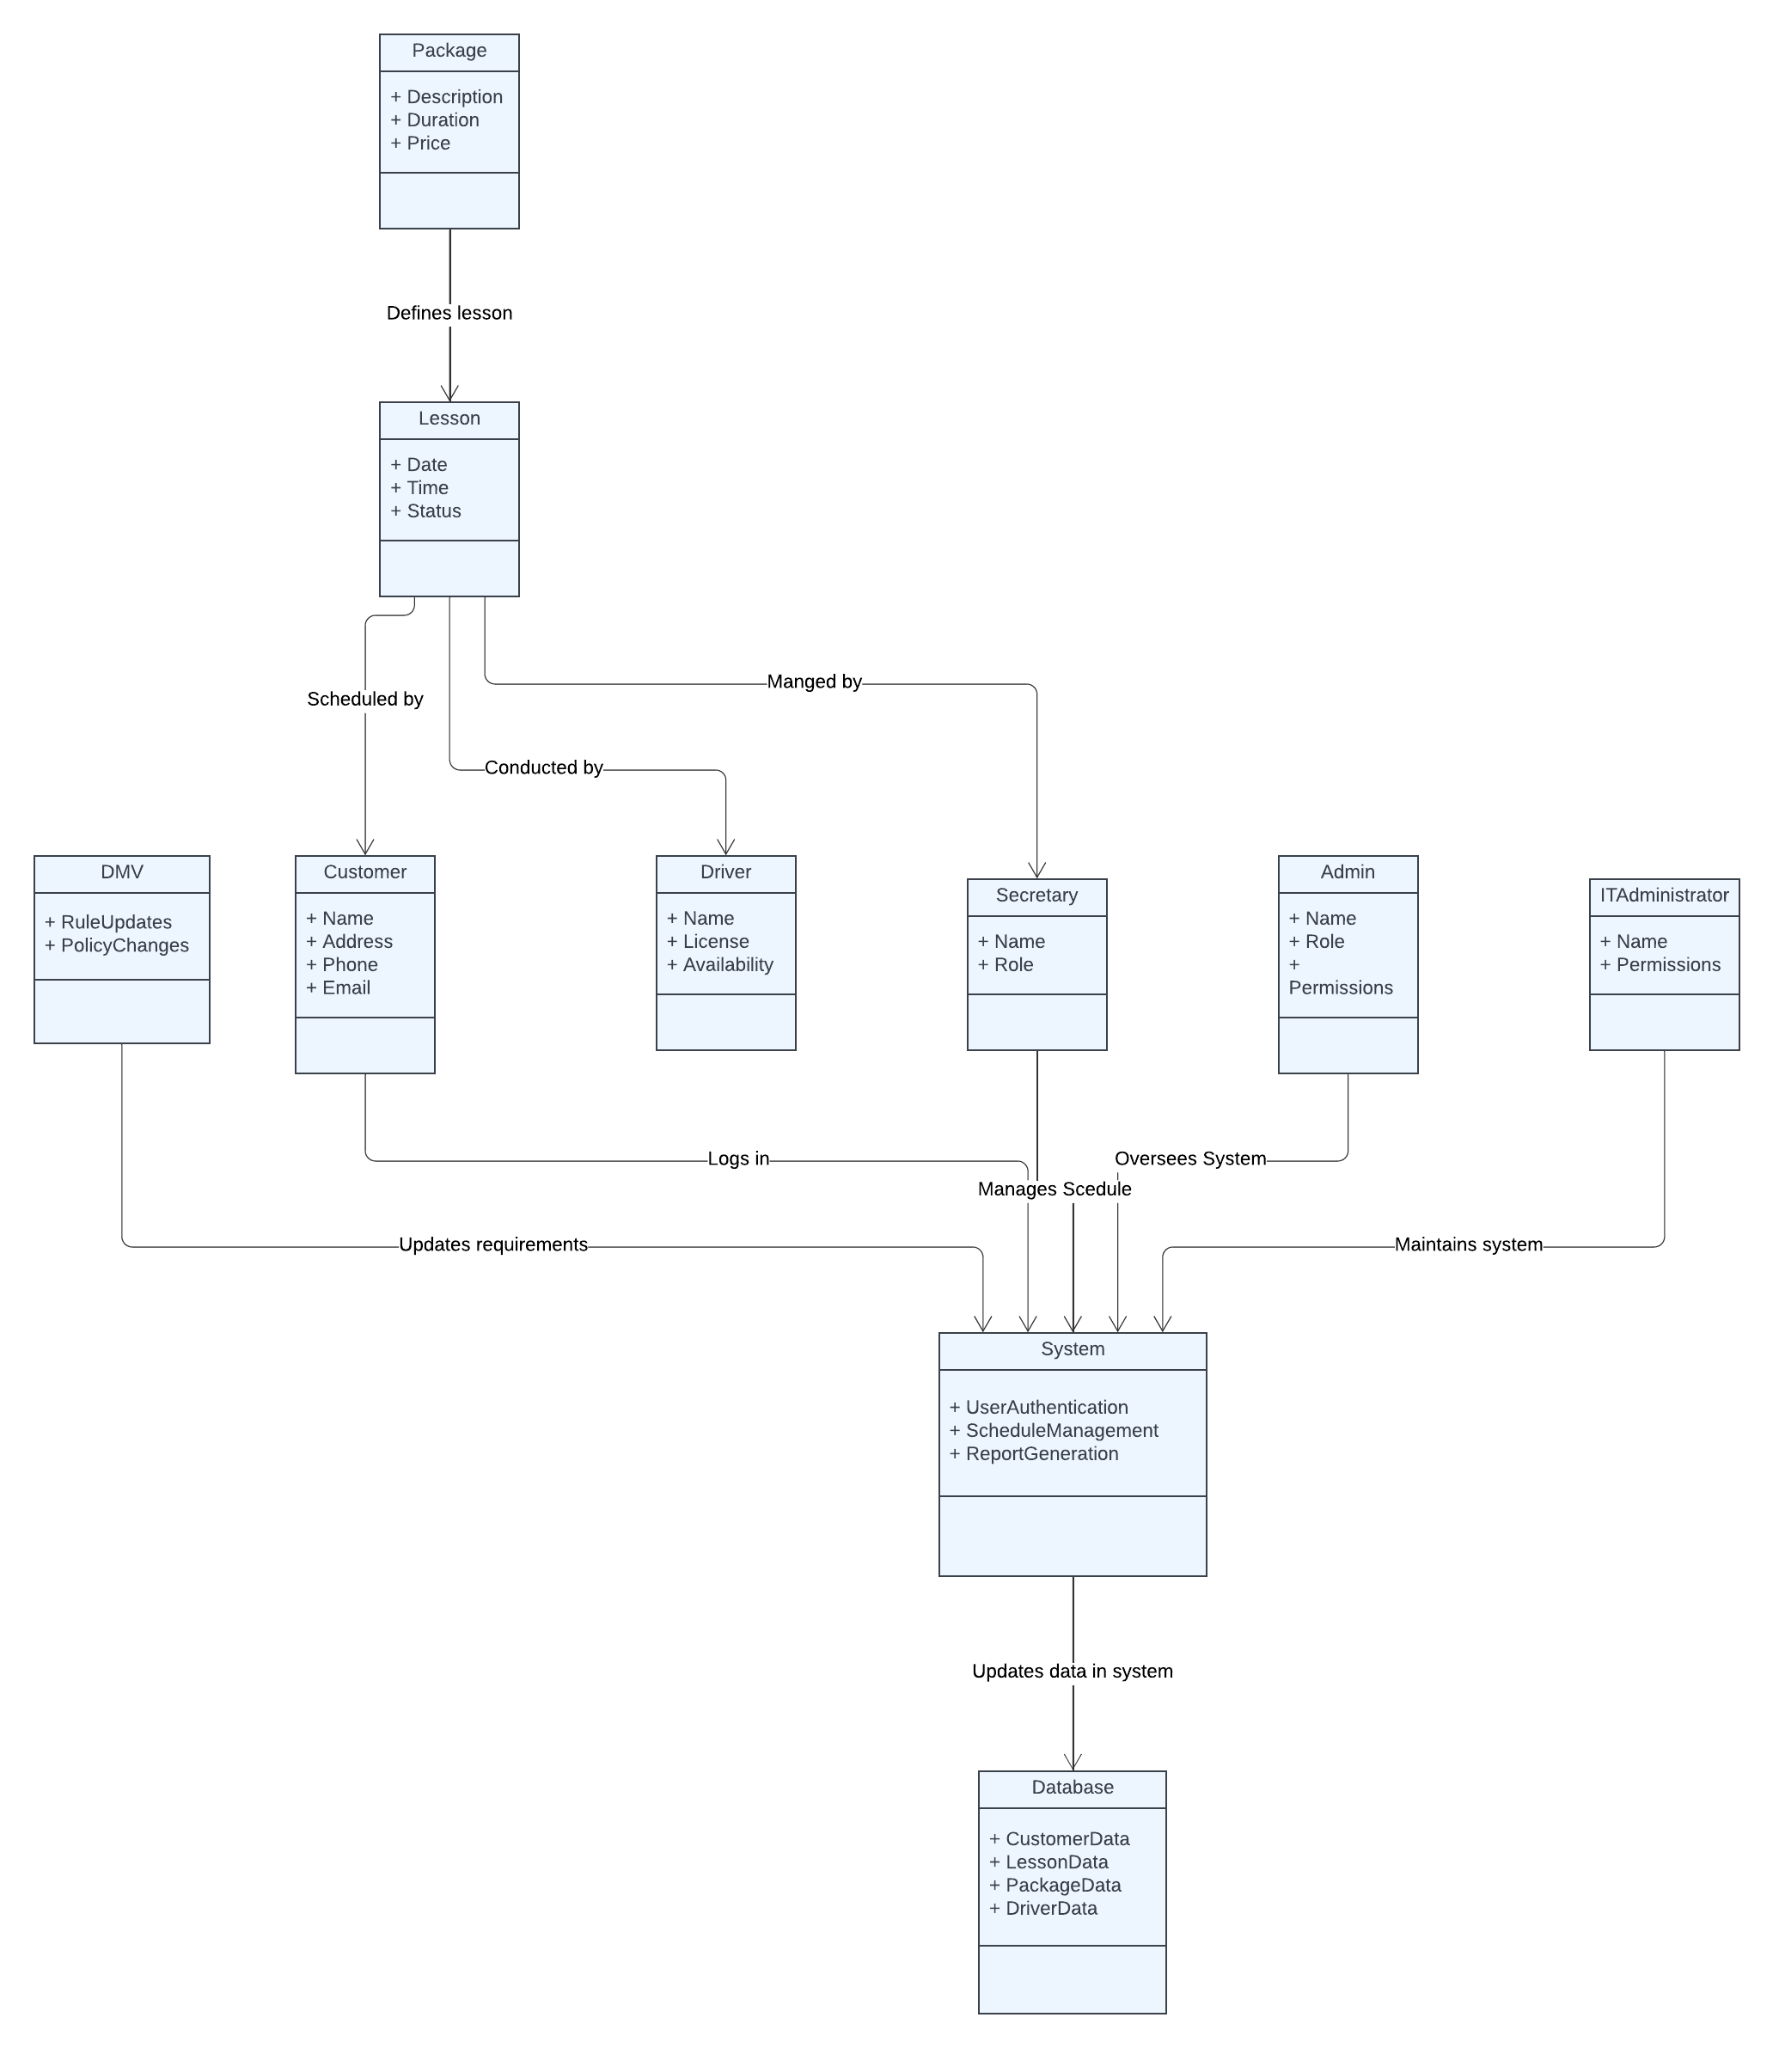 Package
+ Description
+ Duration
+ Price
Defines lesson
Lesson
+ Date
+ Time
+ Status
Scheduled by
Manged by
Conducted by
DMV
+ RuleUpdates
+ PolicyChanges
Customer
+ Name
+ Address
+ Phone
+ Email
Driver
+ Name
+ License
+ Availability
Secretary
+ Name
+ Role
Admin
+ Name
+ Role
+
Permissions
ITAdministrator
+ Name
+ Permissions
Logs in
Oversees System
Manages Scedule
Updates requirements
Maintains system
System
+ UserAuthentication
+ ScheduleManagement
+ ReportGeneration
Updates data in system
Database
+ CustomerData
+ LessonData
+ PackageData
+ DriverData